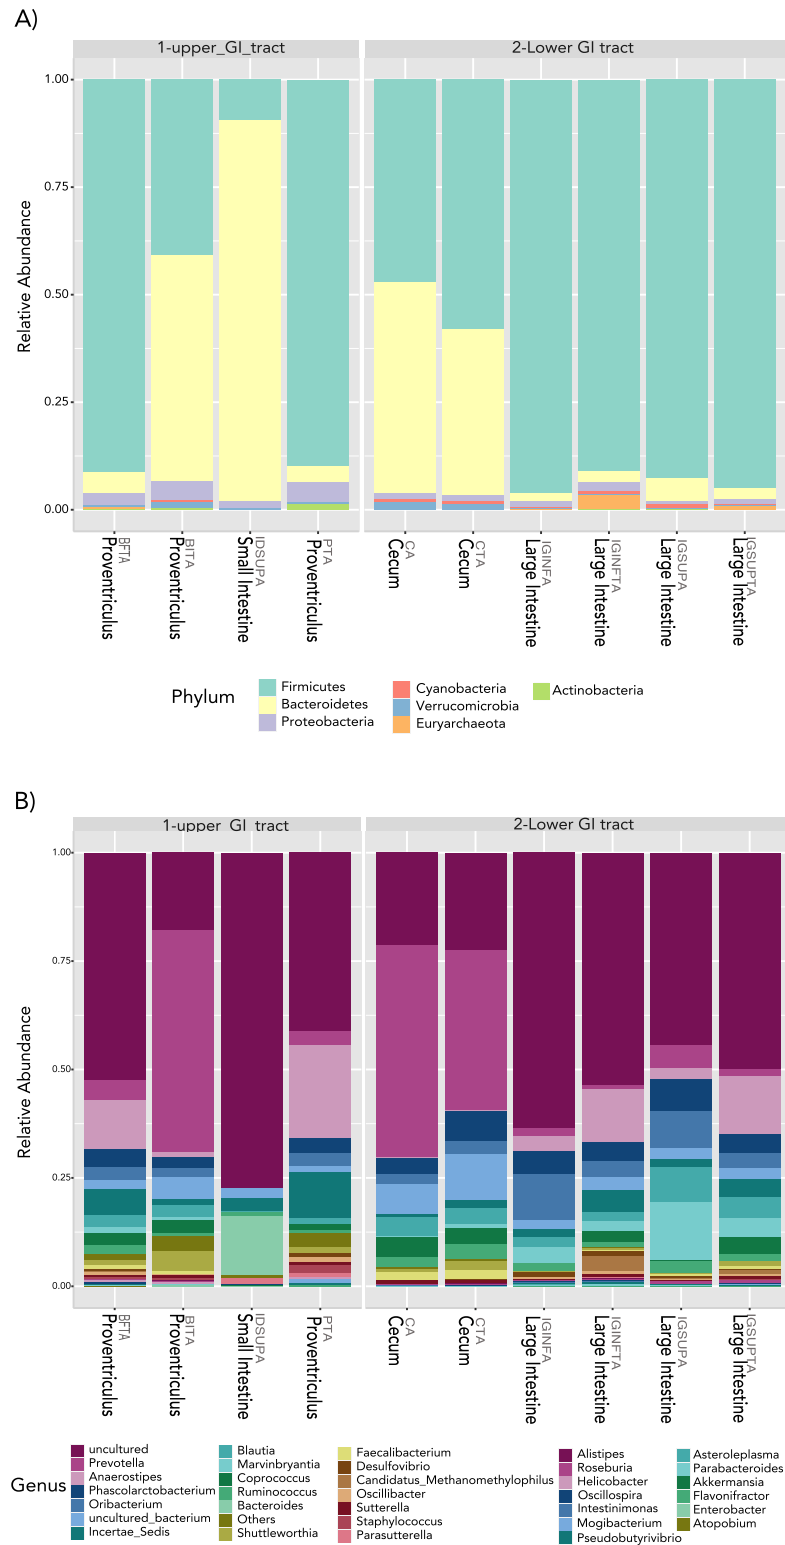 A)
1-upper_GI_tract
2-Lower GI tract
Relative Abundance
1.00
0.75
0.50
0.25
0.00
BFTA
Proventriculus
BITA
Proventriculus
IDSUPA
Small Intestine
PTA
Proventriculus
CA
Cecum
CTA
Cecum
IGINFA
Large Intestine
IGINFTA
Large Intestine
IGSUPA
Large Intestine
IGSUPTA
Large Intestine
Phylum
Firmicutes
Bacteroidetes
Proteobacteria
Cyanobacteria
Verrucomicrobia
Euryarchaeota
Actinobacteria
B)
1-upper_GI_tract
2-Lower GI tract
Relative Abundance
1.00
0.75
0.50
0.25
0.00
BFTA
Proventriculus
BITA
Proventriculus
IDSUPA
Small Intestine
PTA
Proventriculus
CA
Cecum
CTA
Cecum
IGINFA
Large Intestine
IGINFTA
Large Intestine
IGSUPA
Large Intestine
IGSUPTA
Large Intestine
Genus
uncultured
Prevotella
Anaerostipes
Phascolarctobacterium
Oribacterium
uncultured_bacterium
Incertae_Sedis
Blautia
Marvinbryantia
Coprococcus
Ruminococcus
Bacteroides
Others
Shuttleworthia
Faecalibacterium
Desulfovibrio
Candidatus_Methanomethylophilus
Oscillibacter
Sutterella
Staphylococcus
Parasutterella
Alistipes
Roseburia
Helicobacter
Oscillospira
Intestinimonas
Mogibacterium
Pseudobutyrivibrio
Asteroleplasma
Parabacteroides
Akkermansia
Flavonifractor
Enterobacter
Atopobium